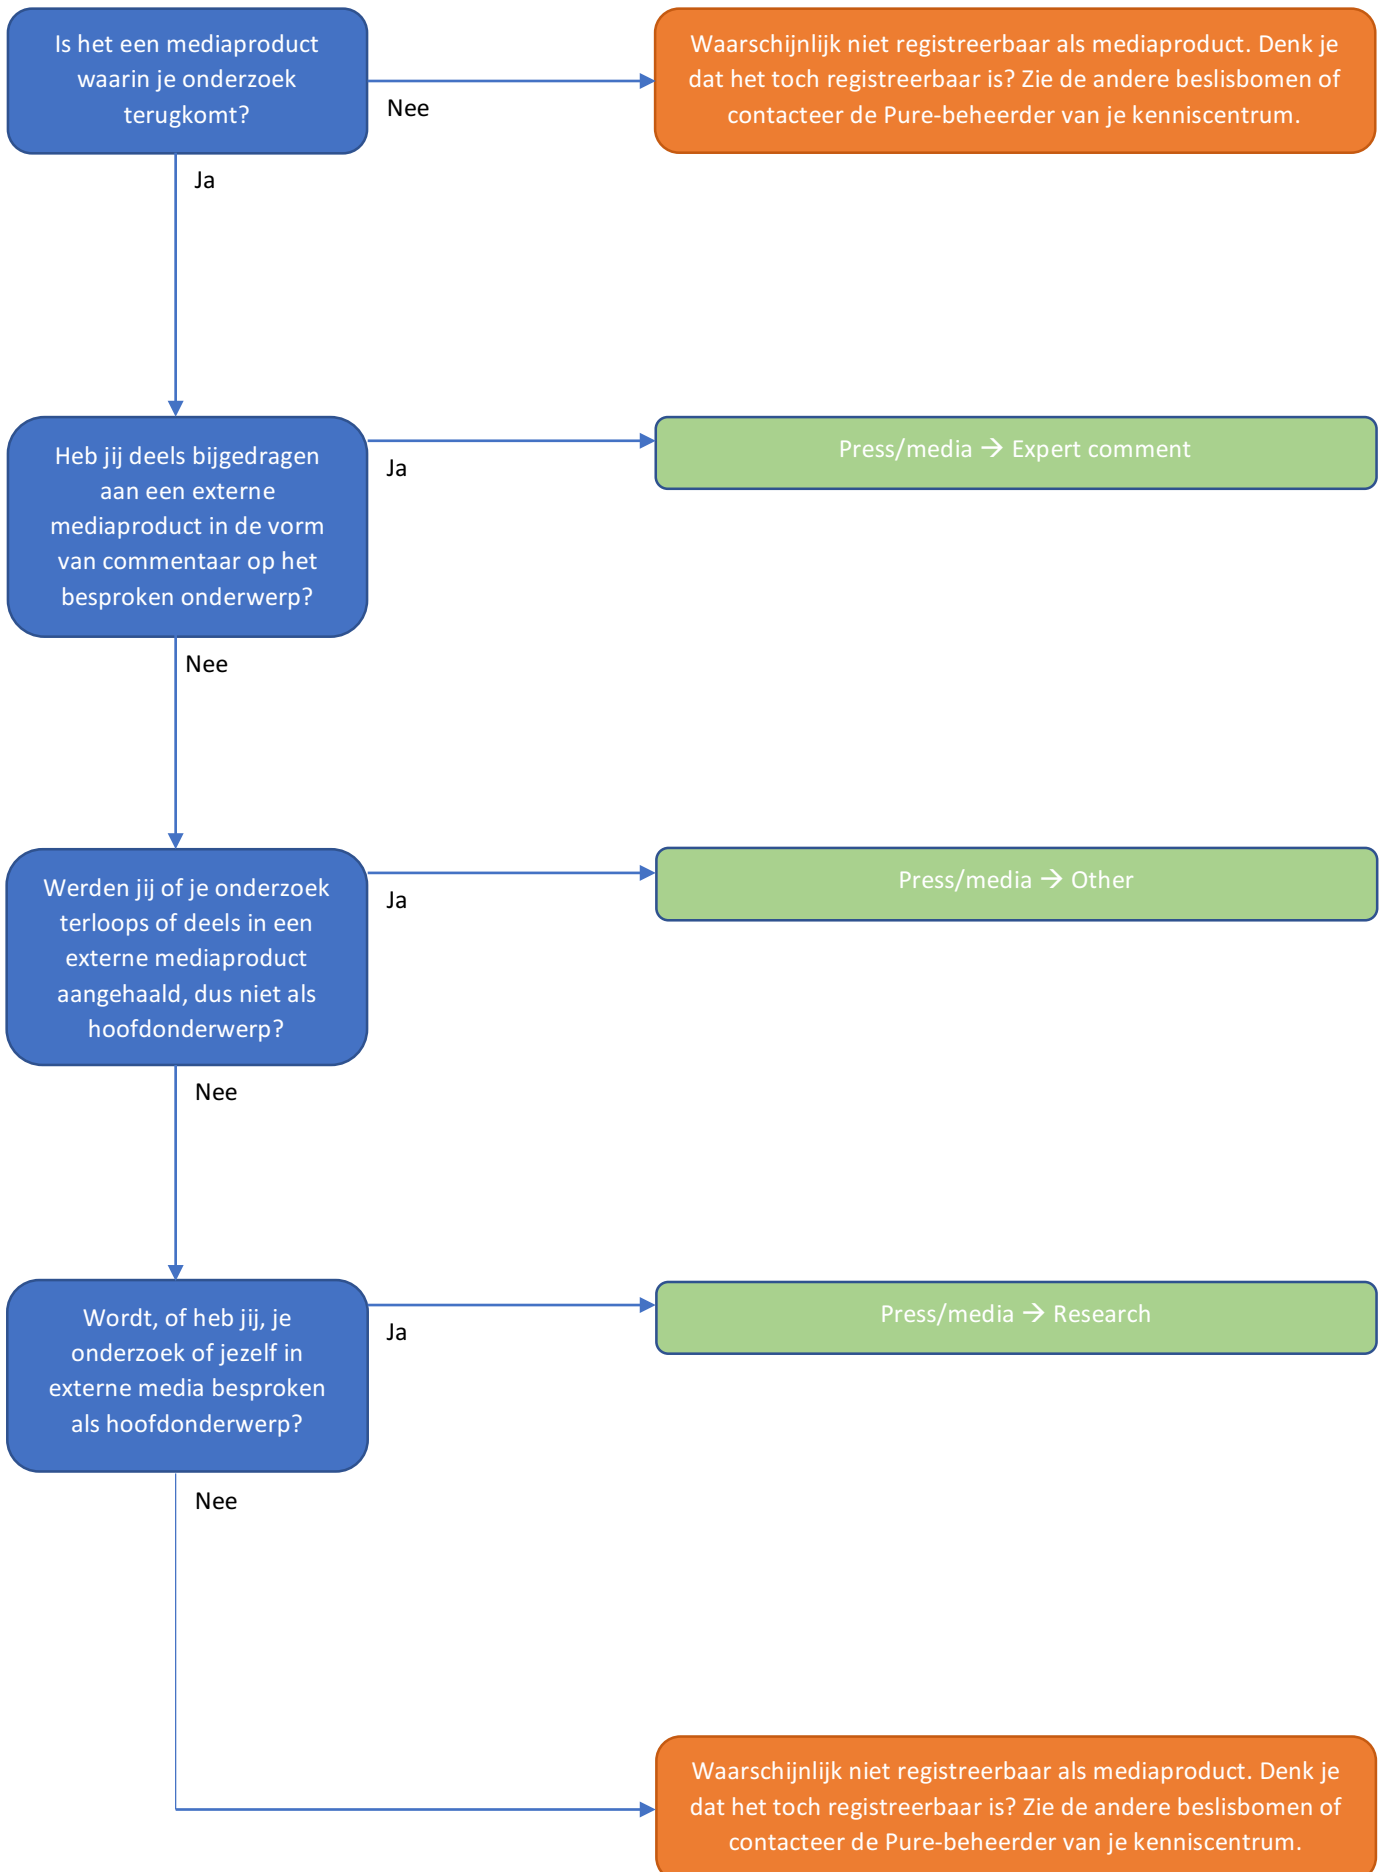 Is het een mediaproduct
waarin je onderzoek
terugkomt?
Nee
Waarschijnlijk niet registreerbaar als mediaproduct. Denk je
dat het toch registreerbaar is? Zie de andere beslisbomen of
contacteer de Pure-beheerder van je kenniscentrum.
Ja
Heb jij deels bijgedragen
aan een externe
mediaproduct in de vorm
van commentaar op het
besproken onderwerp?
Ja
Press/media → Expert comment
Nee
Werden jij of je onderzoek
terloops of deels in een
externe mediaproduct
aangehaald, dus niet als
hoofdonderwerp?
Ja
Press/media → Other
Nee
Wordt, of heb jij, je
onderzoek of jezelf in
externe media besproken
als hoofdonderwerp?
Ja
Press/media → Research
Nee
Waarschijnlijk niet registreerbaar als mediaproduct. Denk je
dat het toch registreerbaar is? Zie de andere beslisbomen of
contacteer de Pure-beheerder van je kenniscentrum.